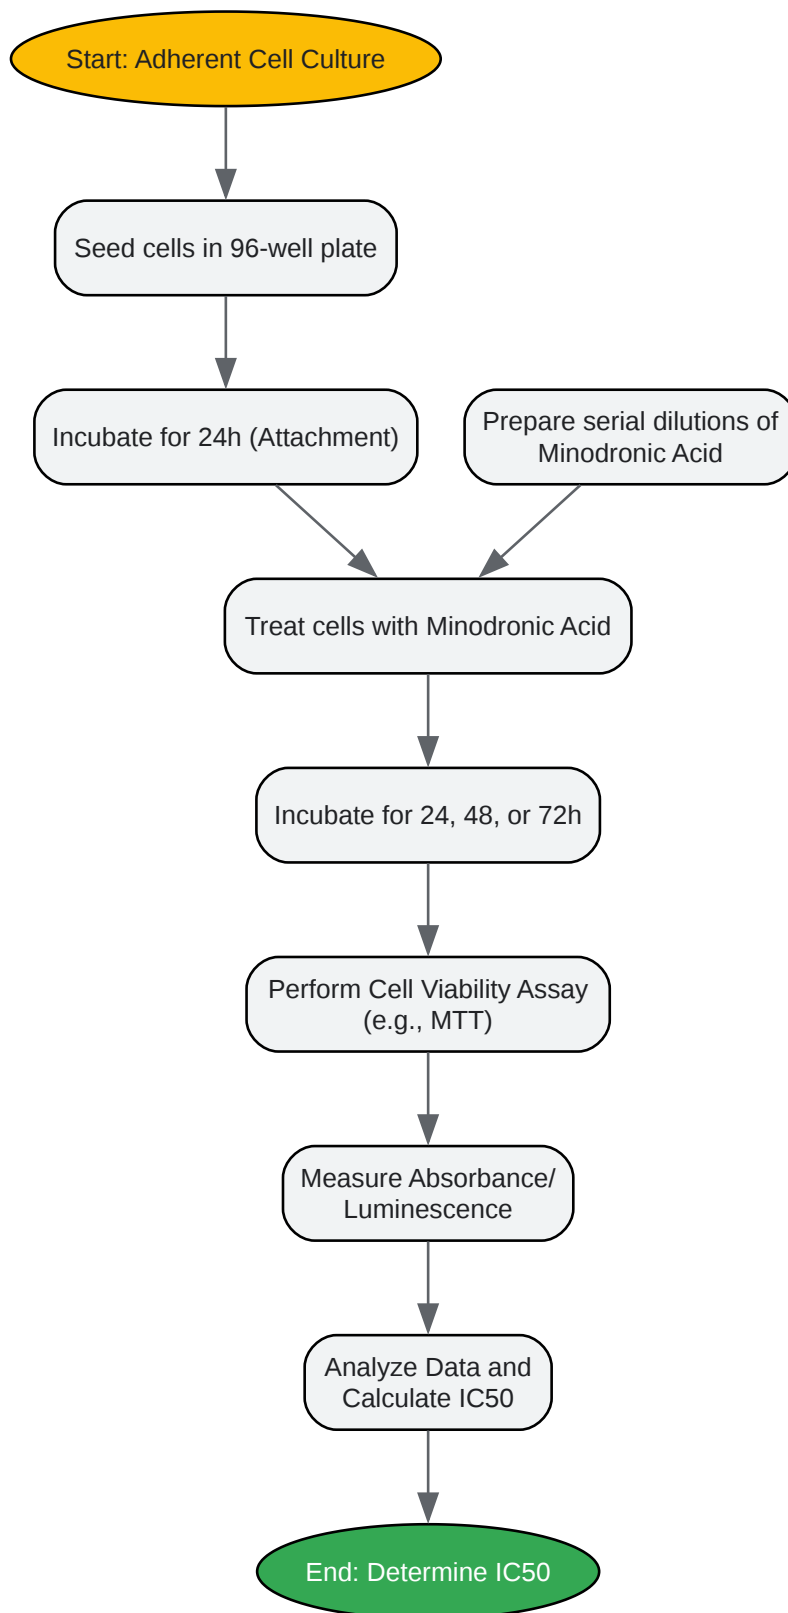 Start: Adherent Cell Culture
Seed cells in 96-well plate
Incubate for 24h (Attachment)
Prepare serial dilutions of
Minodronic Acid
Treat cells with Minodronic Acid
Incubate for 24, 48, or 72h
Perform Cell Viability Assay
(e.g., MTT)
Measure Absorbance/
Luminescence
Analyze Data and
Calculate IC50
End: Determine IC50